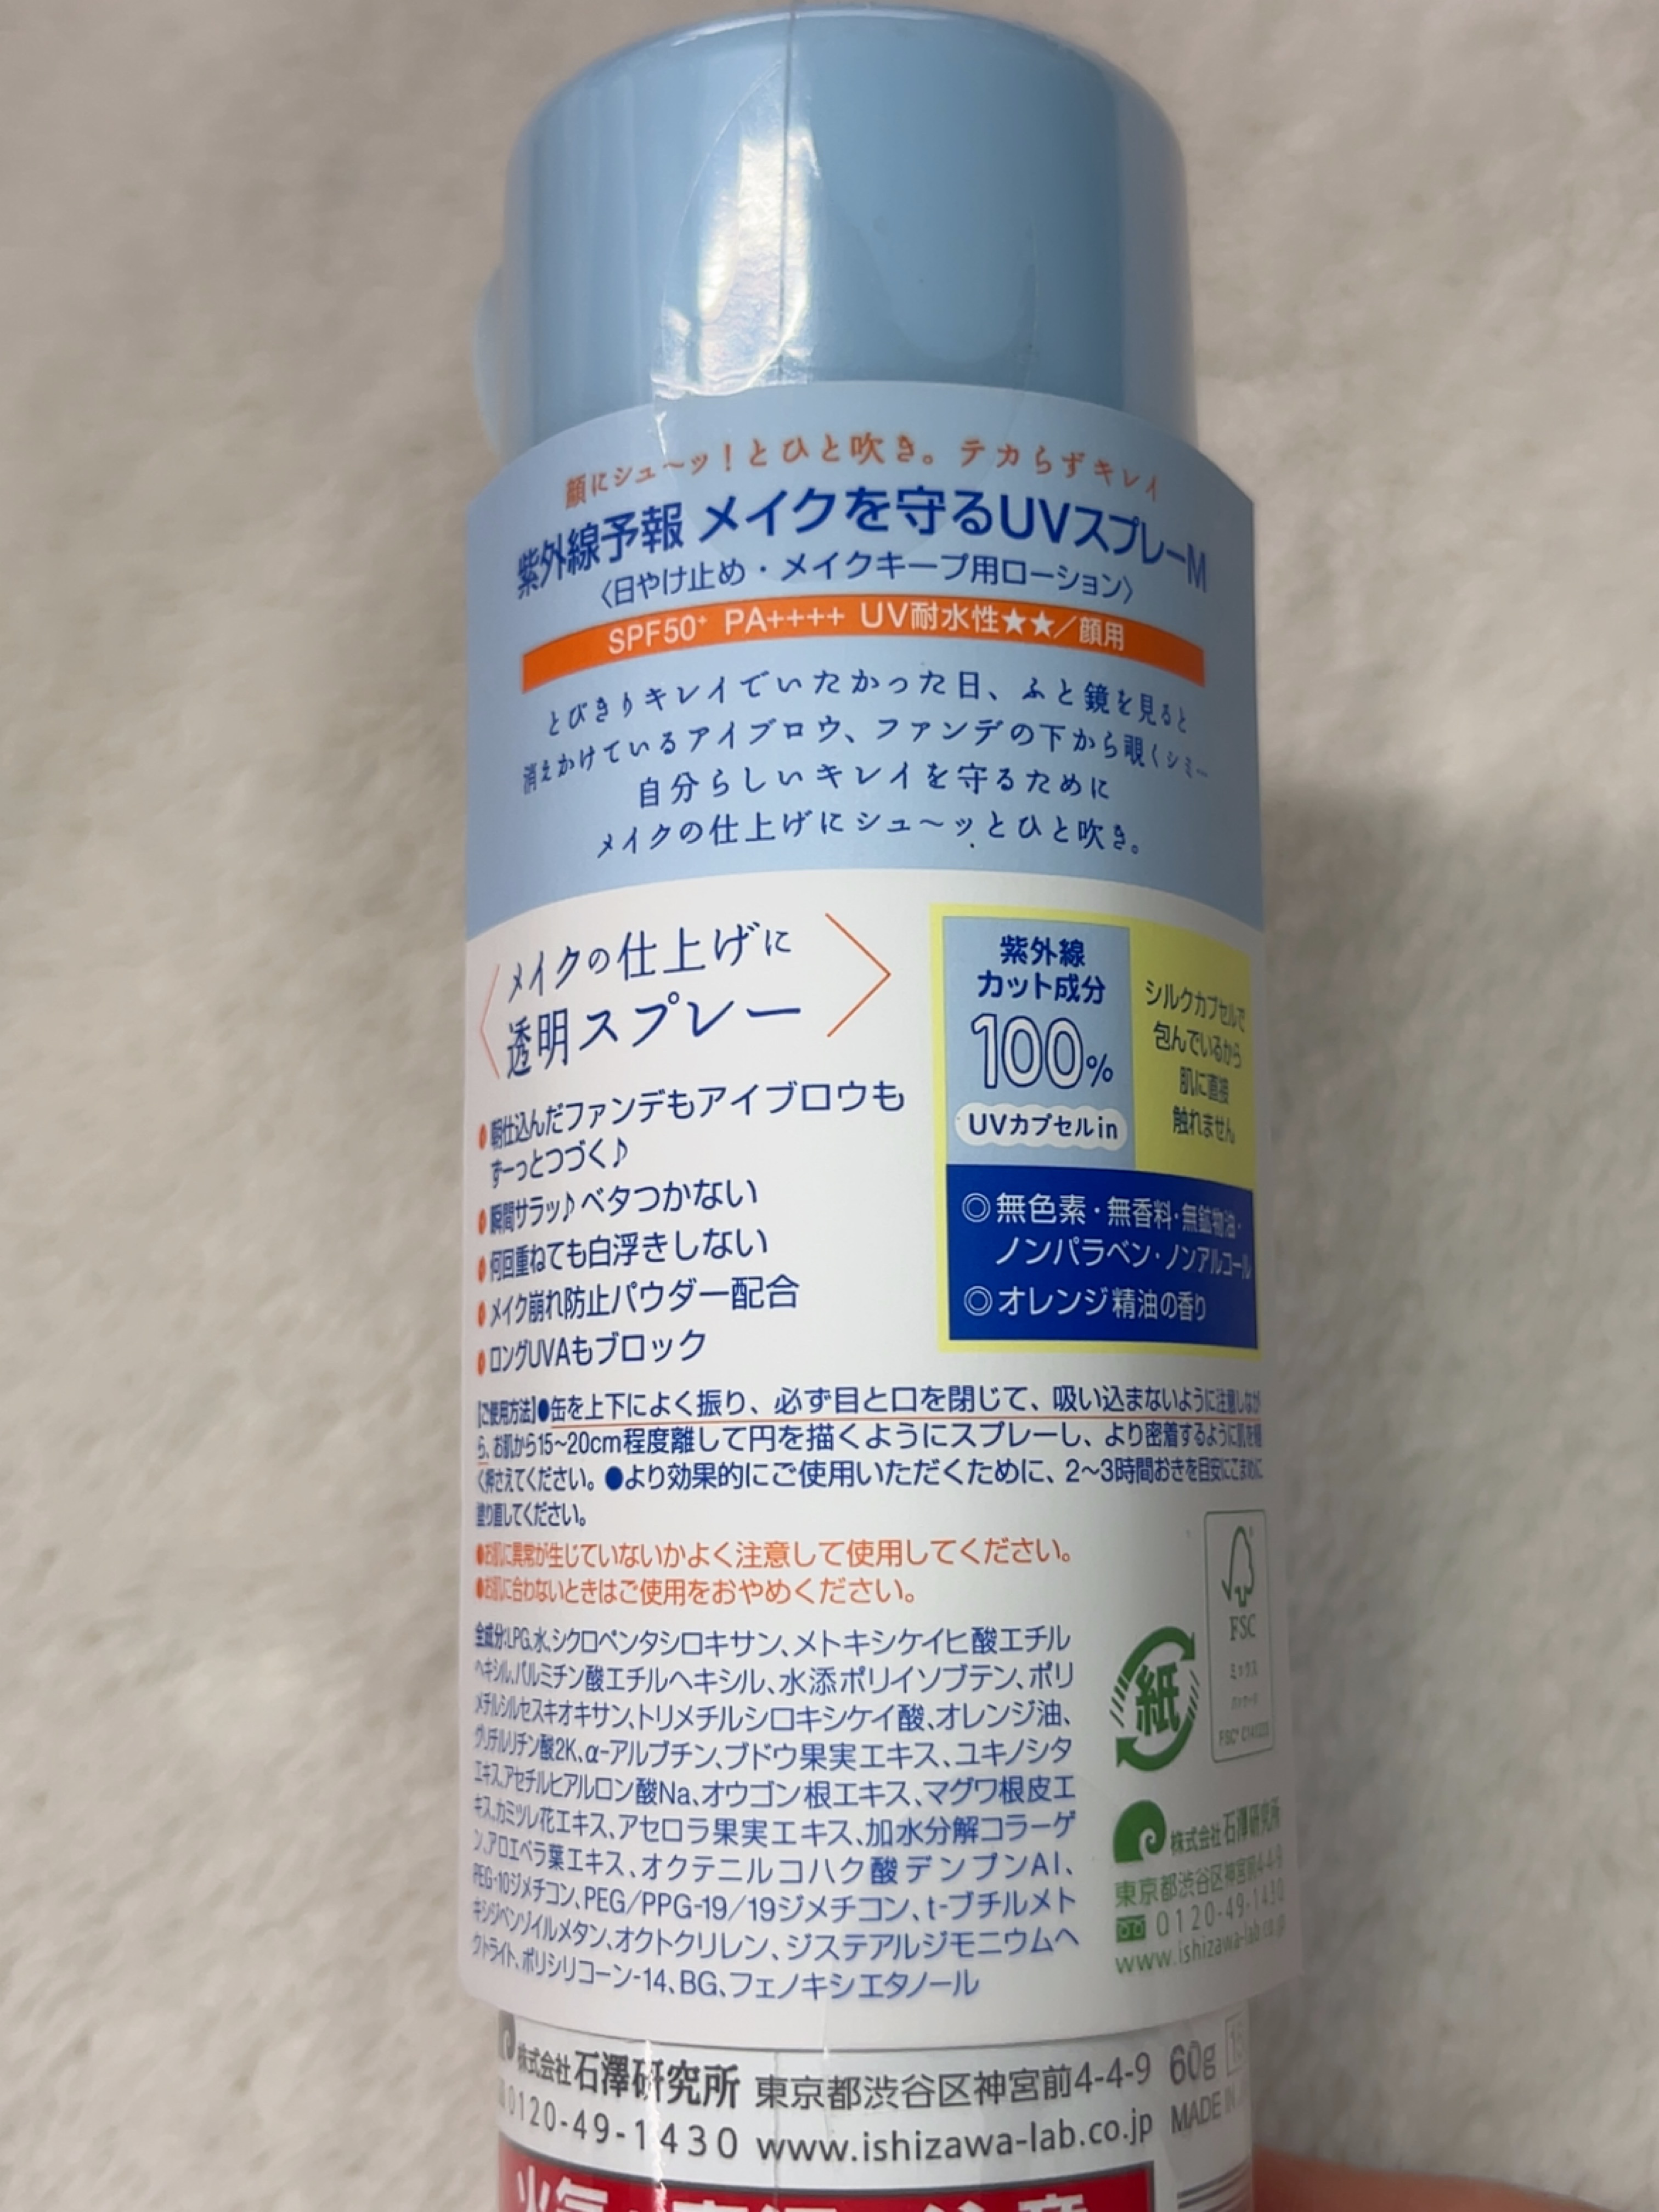 顔にシュ～ッ！とひと吹き。テカらずキレイ
紫外線予報 メイクを守るUVスプレーM
〈日やけ止め・メイクキープ用ローション〉
SPF50+ PA++++ UV耐水性★★／顔用
とびきりキレイでいたかった日、ふと鏡を見ると
消えかけているアイブロウ、ファンデの下から覗くシミ…
自分らしいキレイを守るために
メイクの仕上げにシュ～ッとひと吹き。
メイクの仕上げに
透明スプレー
朝仕込んだファンデもアイブロウも
ずーっとつづく♪
瞬間サラッ♪ベタつかない
何回重ねても白浮きしない
メイク崩れ防止パウダー配合
ロングUVAもブロック
紫外線
カット成分
100%
UVカプセルin
シルクカプセルで
包んでいるから
肌に直接
触れません
◎無色素・無香料・無鉱物油・
ノンパラベン・ノンアルコール
◎オレンジ精油の香り
【ご使用方法】●缶を上下によく振り、必ず目と口を閉じて、吸い込まないように注意しなが
ら、お肌から15～20cm程度離して円を描くようにスプレーし、より密着するように肌を軽
く押さえてください。●より効果的にご使用いただくために、2～3時間おきを目安にこまめに
塗り直してください。
●お肌に異常が生じていないかよく注意して使用してください。
●お肌に合わないときはご使用をおやめください。
全成分:LPG、水、シクロペンタシロキサン、メトキシケイヒ酸エチル
ヘキシル、パルミチン酸エチルヘキシル、水添ポリイソブテン、ポリ
メチルシルセスキオキサン、トリメチルシロキシケイ酸、オレンジ油、
グリチルリチン酸2K、α-アルブチン、ブドウ果実エキス、ユキノシタ
エキス、アセチルヒアルロン酸Na、オウゴン根エキス、マグワ根皮エ
キス、カミツレ花エキス、アセロラ果実エキス、加水分解コラーゲ
ン、アロエベラ葉エキス、オクテニルコハク酸デンプンAl、
PEG-10ジメチコン、PEG/PPG-19/19ジメチコン、t-ブチルメト
キシジベンゾイルメタン、オクトクリレン、ジステアルジモニウムヘ
クトライト、ポリシリコーン-14、BG、フェノキシエタノール
FSC
ミックス
紙
株式会社石澤研究所
東京都渋谷区神宮前4-4-9
0120-49-1430
www.ishizawa-lab.co.jp
株式会社石澤研究所 東京都渋谷区神宮前4-4-9 60g
0120-49-1430 www.ishizawa-lab.co.jp MADE IN